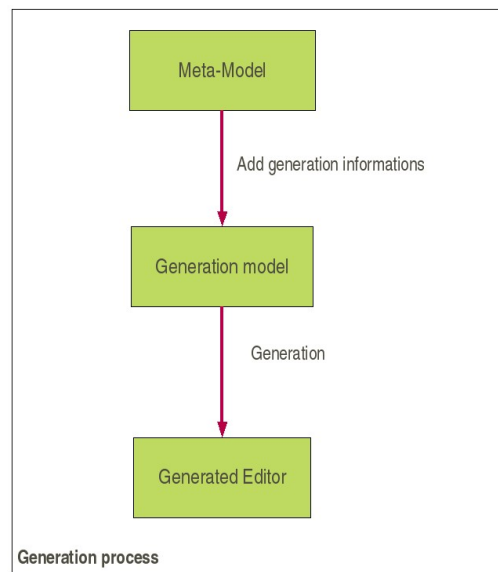 Meta-Model
Add generation informations
Generation model
Generation
Generated Editor
Generation process